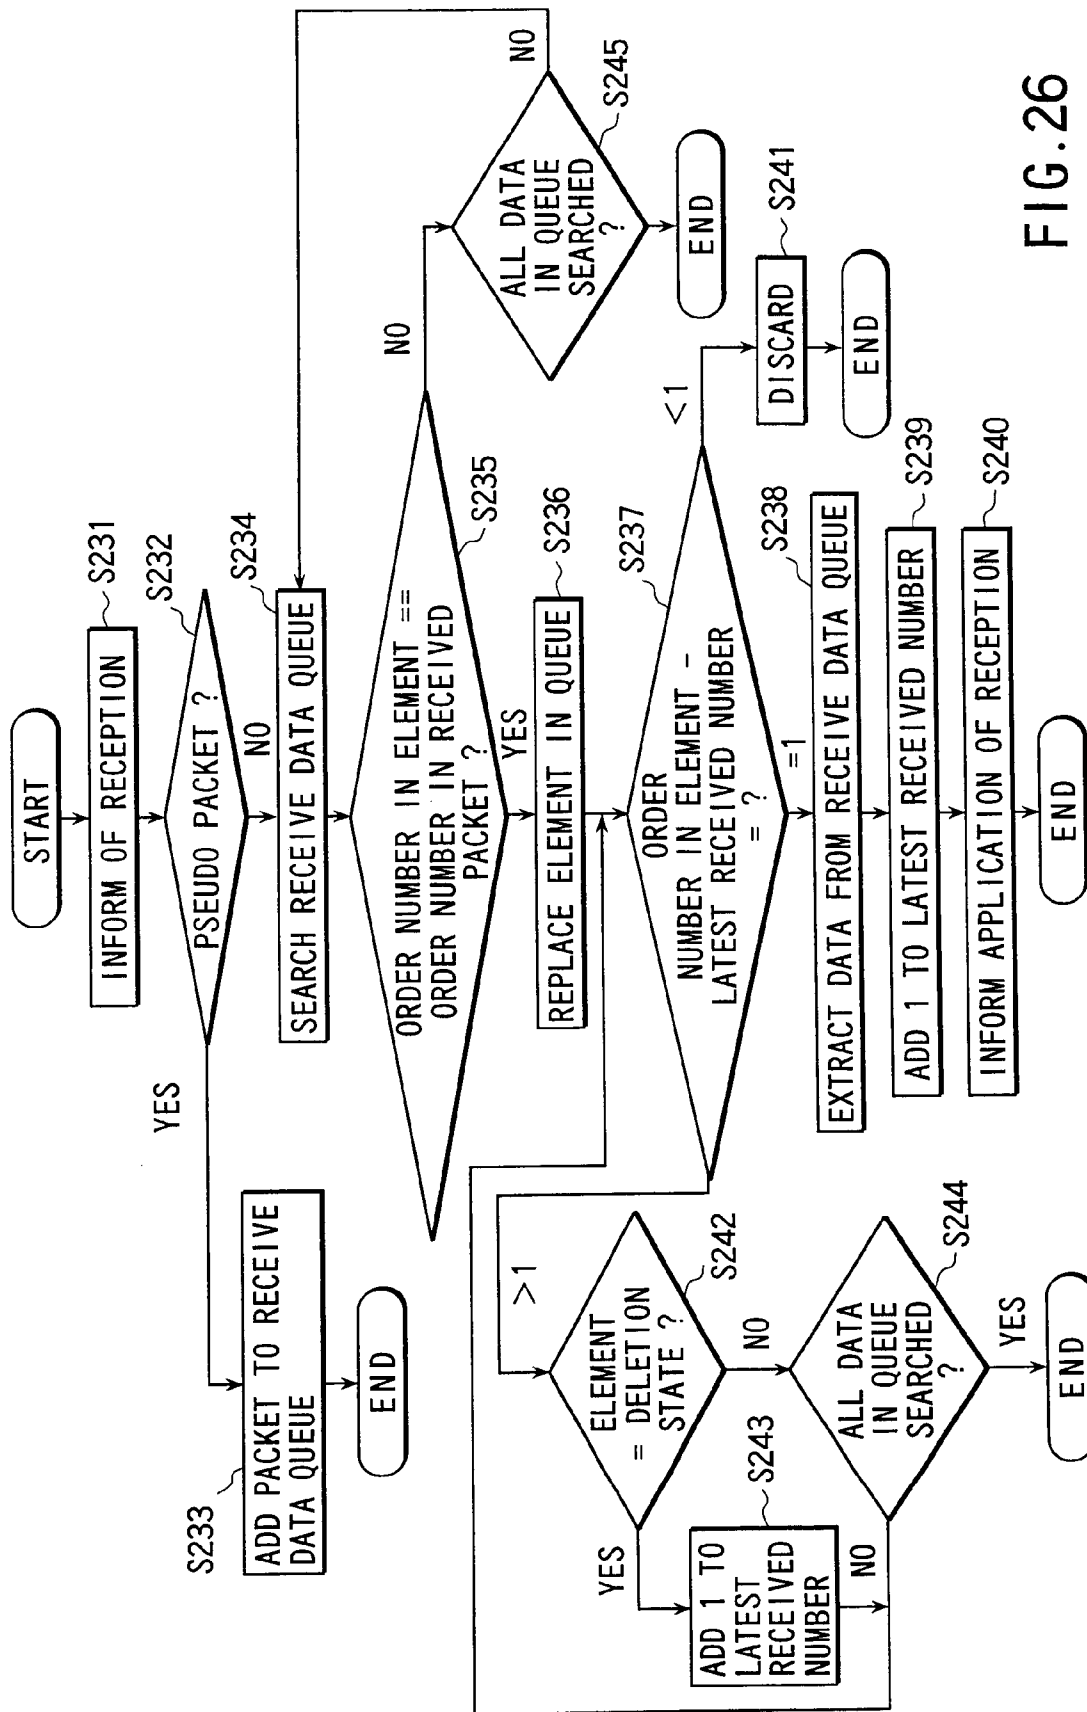 START
INFORM OF RECEPTION
S231
PSEUDO PACKET ?
S232
YES
NO
S233
ADD PACKET TO RECEIVE
DATA QUEUE
END
SEARCH RECEIVE DATA QUEUE
S234
ORDER NUMBER IN ELEMENT ==
ORDER NUMBER IN RECEIVED
PACKET ?
S235
NO
YES
ALL DATA
IN QUEUE
SEARCHED
?
S245
NO
END
REPLACE ELEMENT IN QUEUE
S236
ORDER
NUMBER IN ELEMENT -
LATEST RECEIVED NUMBER
= ?
S237
<1
DISCARD
S241
END
=1
EXTRACT DATA FROM RECEIVE DATA QUEUE
S238
ADD 1 TO LATEST RECEIVED NUMBER
S239
INFORM APPLICATION OF RECEPTION
S240
END
>1
ELEMENT
= DELETION
STATE ?
S242
YES
NO
ADD 1 TO
LATEST
RECEIVED
NUMBER
S243
ALL DATA
IN QUEUE
SEARCHED
?
S244
NO
YES
END
FIG.26